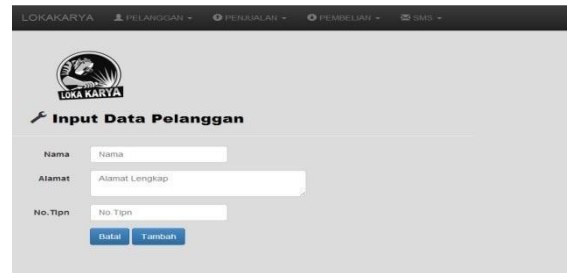 LOKAKARYA PELANGGAN PENJUALAN PEMBELIAN SMS
LOKA KARYA
Input Data Pelanggan
Nama Nama
Alamat Alamat Lengkap
No.Tlpn No.Tlpn
Batal Tambah